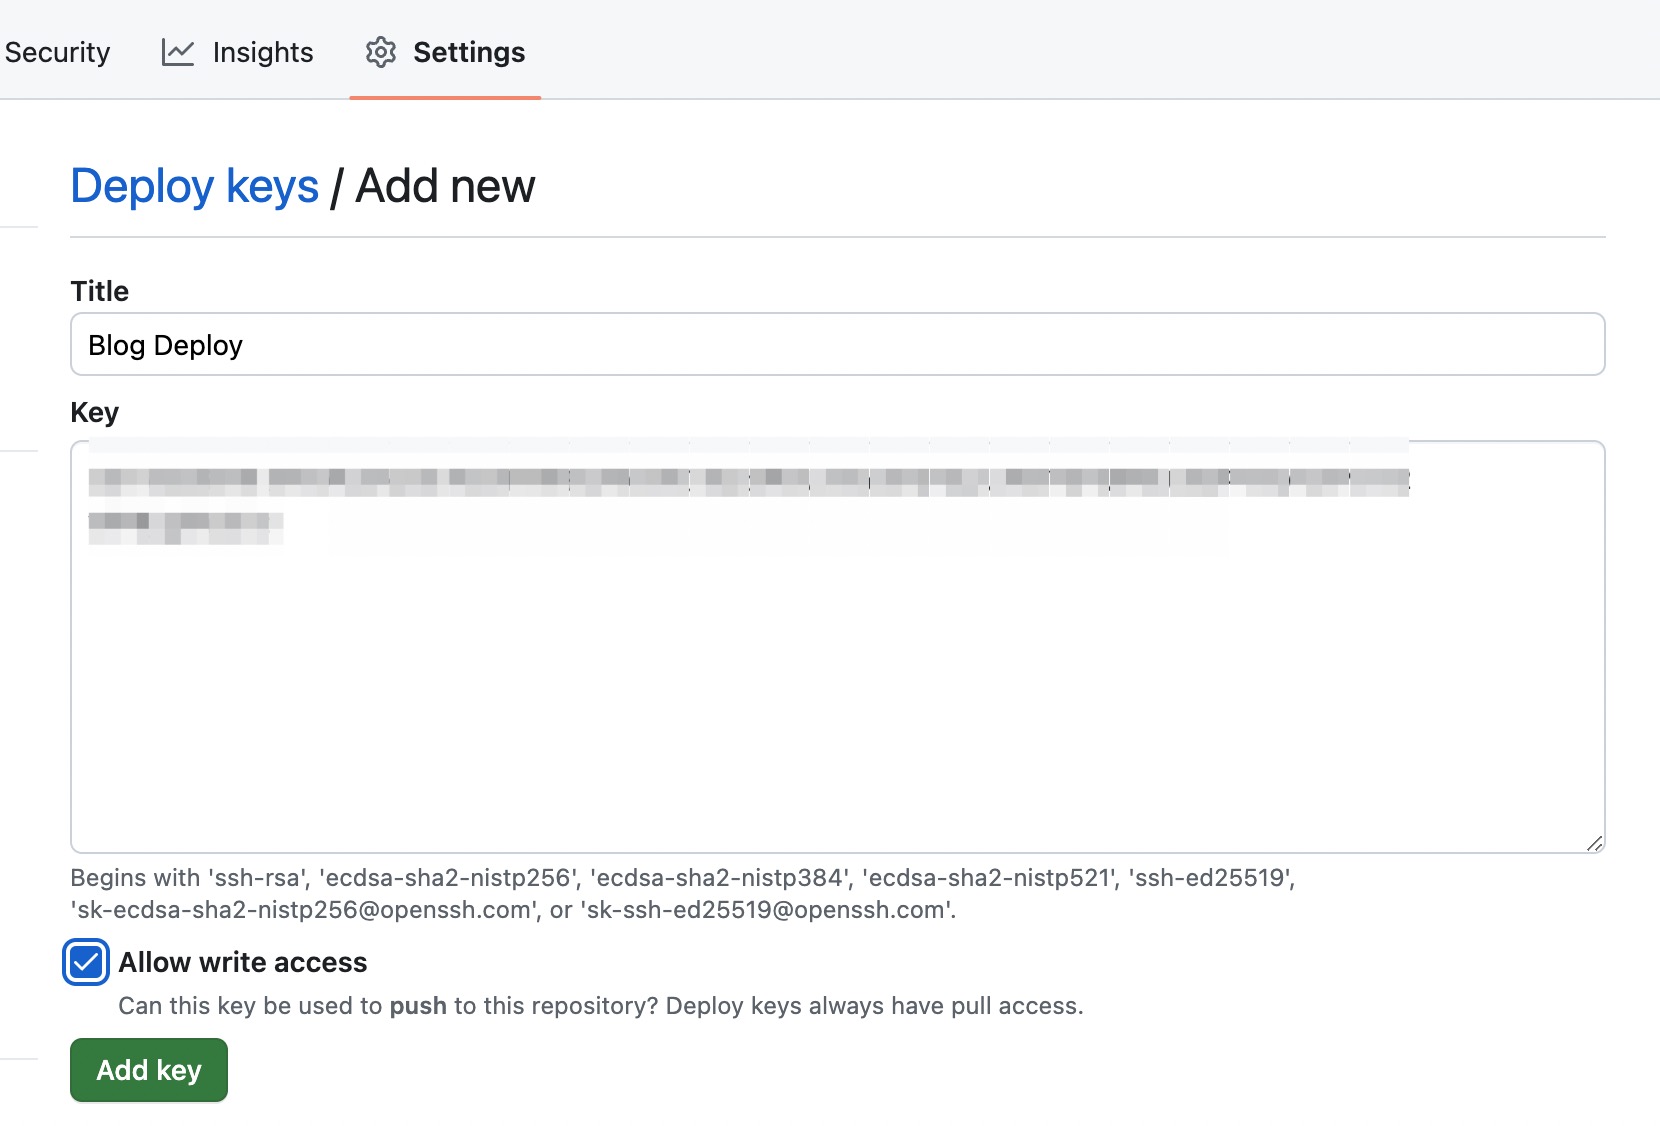 Security Insights Settings
Deploy keys / Add new
Title
Blog Deploy
Key
Begins with 'ssh-rsa', 'ecdsa-sha2-nistp256', 'ecdsa-sha2-nistp384', 'ecdsa-sha2-nistp521', 'ssh-ed25519',
'sk-ecdsa-sha2-nistp256@openssh.com', or 'sk-ssh-ed25519@openssh.com'.
Allow write access
Can this key be used to push to this repository? Deploy keys always have pull access.
Add key